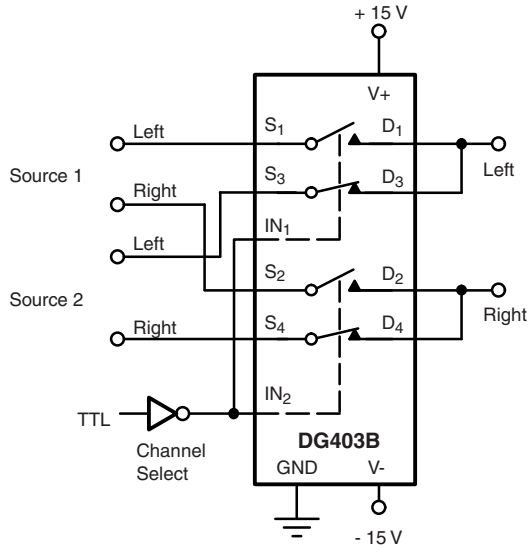 + 15 V
V+
Left
S1
D1
Source 1
S3
D3
Left
Right
IN1
Left
S2
D2
Source 2
Right
S4
D4
Right
IN2
TTL
Channel
Select
DG403B
GND
V-
- 15 V